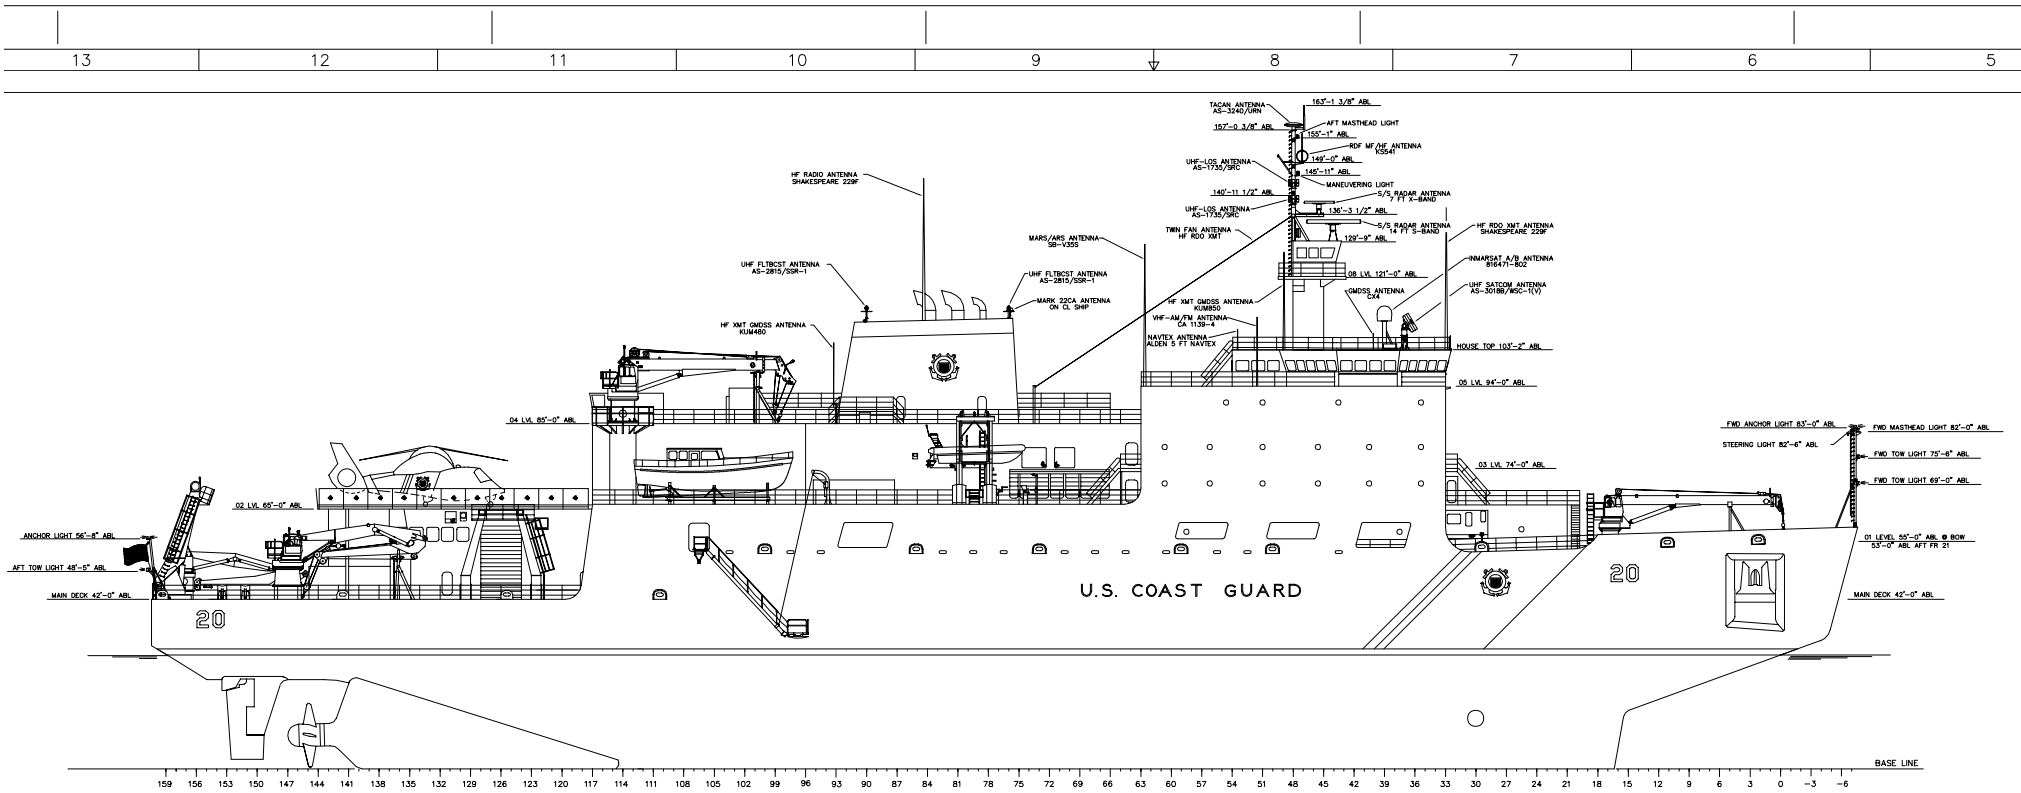 13 12 11 10 9 8 7 6 5
TACAN ANTENNA
AS-3240/URN
163'-1 3/8" ABL
157'-0 3/8" ABL
AFT MASTHEAD LIGHT
155'-1" ABL
RDF MF/HF ANTENNA
KS541
149'-0" ABL
UHF-LOS ANTENNA
AS-1735/SRC
145'-11" ABL
MANEUVERING LIGHT
140'-11 1/2" ABL
S/S RADAR ANTENNA
7 FT X-BAND
UHF-LOS ANTENNA
AS-1735/SRC
136'-3 1/2" ABL
S/S RADAR ANTENNA
14 FT S-BAND
TWIN FAN ANTENNA
HF RDO XMT
129'-9" ABL
HF RDO XMT ANTENNA
SHAKESPEARE 229F
HF RADIO ANTENNA
SHAKESPEARE 229F
MARS/ARS ANTENNA
SB-V35S
INMARSAT A/B ANTENNA
816471-802
UHF FLTBCST ANTENNA
AS-2815/SSR-1
UHF FLTBCST ANTENNA
AS-2815/SSR-1
08 LVL 121'-0" ABL
UHF SATCOM ANTENNA
AS-3018B/WSC-1(V)
GMDSS ANTENNA
CX4
MARK 22CA ANTENNA
ON CL SHIP
HF XMT GMDSS ANTENNA
KUM850
VHF-AM/FM ANTENNA
CA 1139-4
HF XMT GMDSS ANTENNA
KUM480
NAVTEX ANTENNA
ALDEN 5 FT NAVTEX
HOUSE TOP 103'-2" ABL
05 LVL 94'-0" ABL
04 LVL 85'-0" ABL
FWD ANCHOR LIGHT 83'-0" ABL
FWD MASTHEAD LIGHT 82'-0" ABL
STEERING LIGHT 82'-6" ABL
FWD TOW LIGHT 75'-6" ABL
03 LVL 74'-0" ABL
FWD TOW LIGHT 69'-0" ABL
02 LVL 65'-0" ABL
ANCHOR LIGHT 56'-8" ABL
01 LEVEL 55'-0" ABL @ BOW
53'-0" ABL AFT FR 21
AFT TOW LIGHT 48'-5" ABL
MAIN DECK 42'-0" ABL
MAIN DECK 42'-0" ABL
20
U.S. COAST GUARD
20
BASE LINE
159 156 153 150 147 144 141 138 135 132 129 126 123 120 117 114 111 108 105 102 99 96 93 90 87 84 81 78 75 72 69 66 63 60 57 54 51 48 45 42 39 36 33 30 27 24 21 18 15 12 9 6 3 0 -3 -6